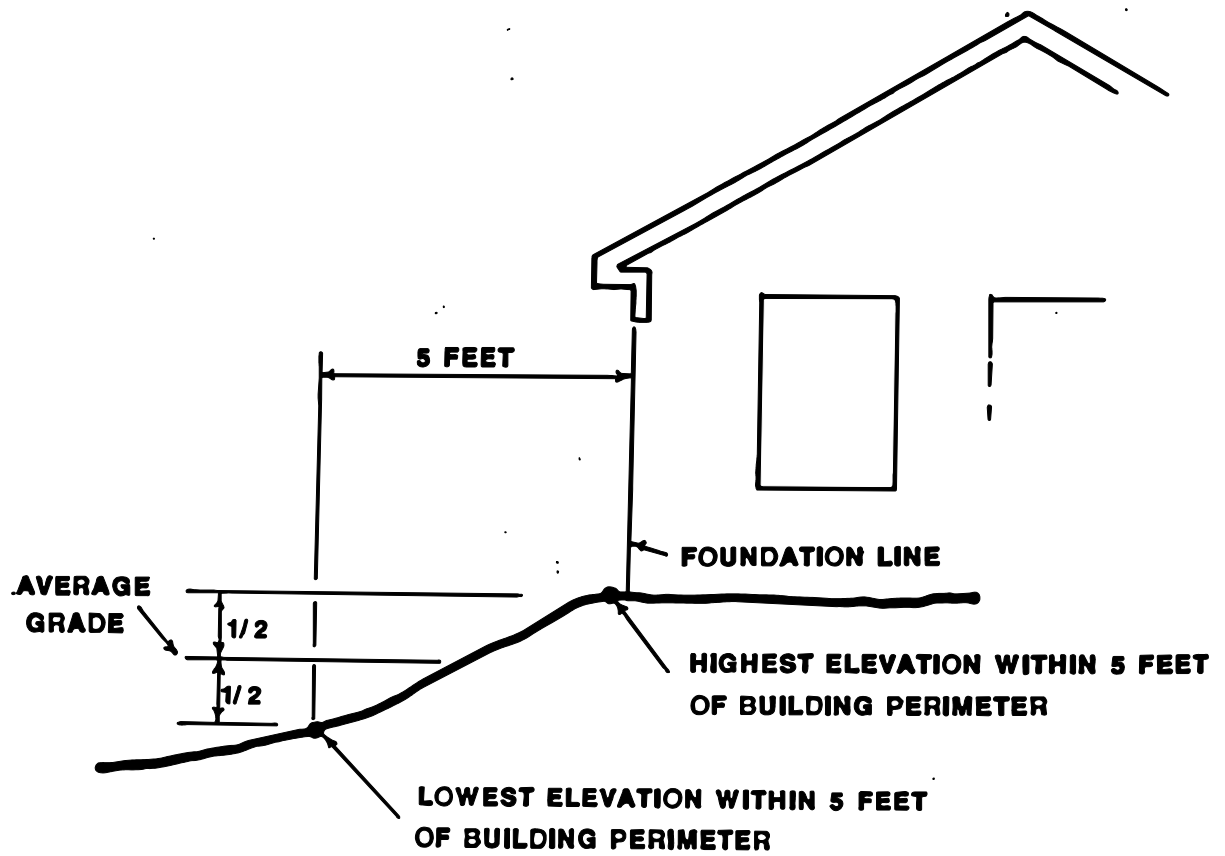 5 FEET
FOUNDATION LINE
AVERAGE
GRADE
1/2
1/2
HIGHEST ELEVATION WITHIN 5 FEET
OF BUILDING PERIMETER
LOWEST ELEVATION WITHIN 5 FEET
OF BUILDING PERIMETER